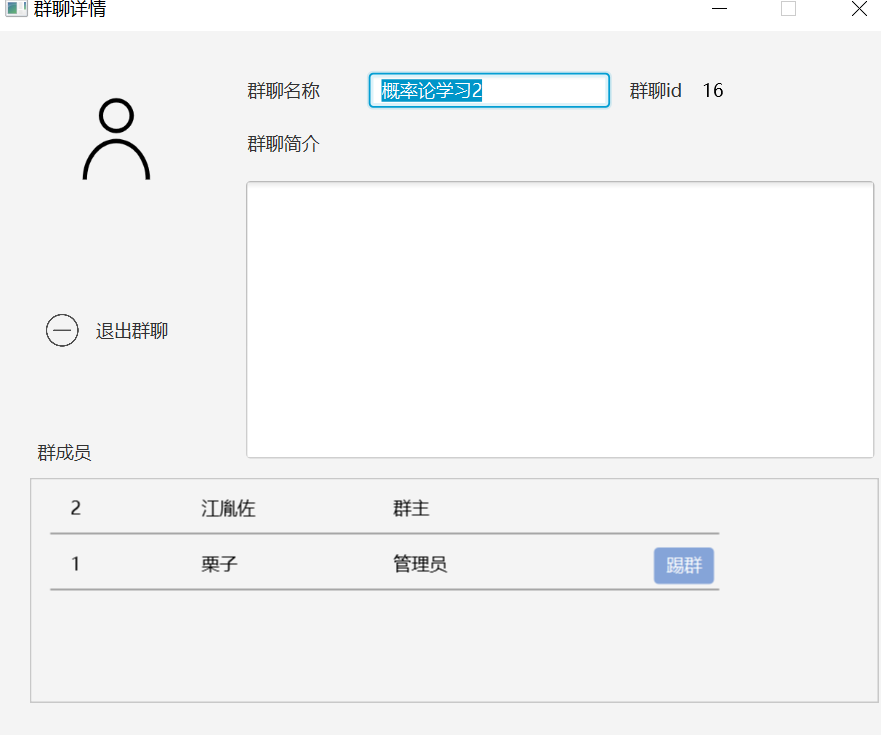 群聊详情
群聊名称 概率论学习2 群聊id 16
群聊简介
退出群聊
群成员
2 江胤佐 群主
1 栗子 管理员 踢群